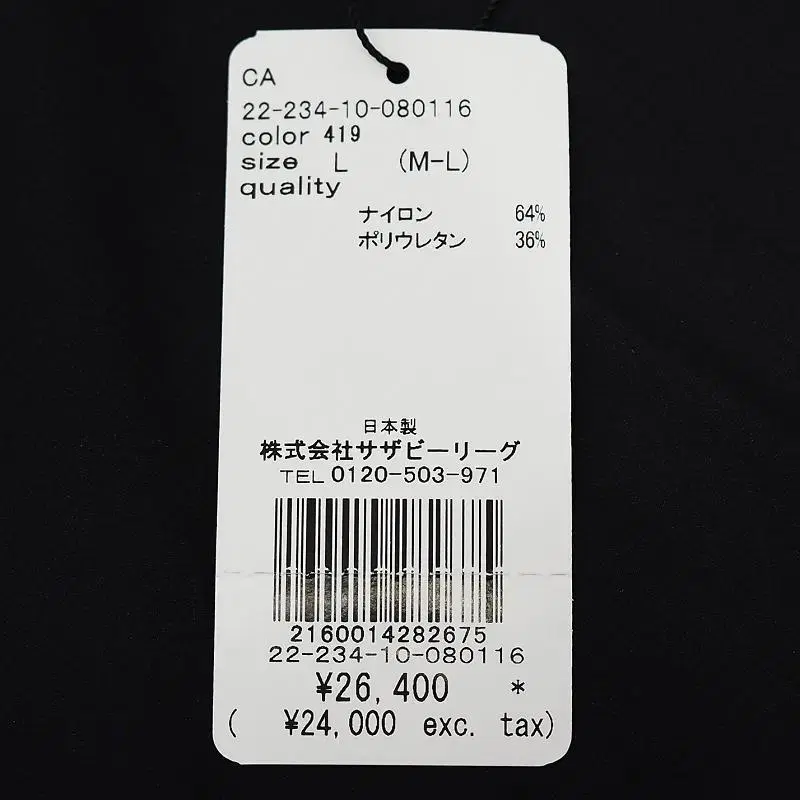 CA
22-234-10-080116
color 419
size L (M-L)
quality
ナイロン 64%
ポリウレタン 36%
日本製
株式会社サザビーリーグ
TEL 0120-503-971
2160014282675
22-234-10-080116
¥26,400 *
( ¥24,000 exc. tax)